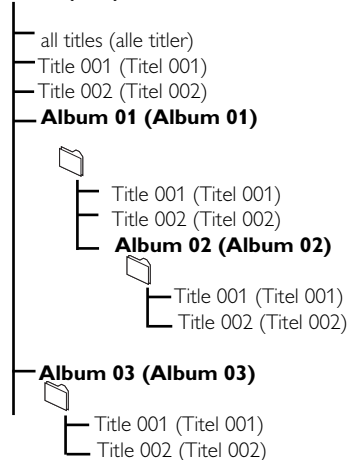 all titles (alle titler)
Title 001 (Titel 001)
Title 002 (Titel 002)
Album 01 (Album 01)
Title 001 (Titel 001)
Title 002 (Titel 002)
Album 02 (Album 02)
Title 001 (Titel 001)
Title 002 (Titel 002)
Album 03 (Album 03)
Title 001 (Titel 001)
Title 002 (Titel 002)